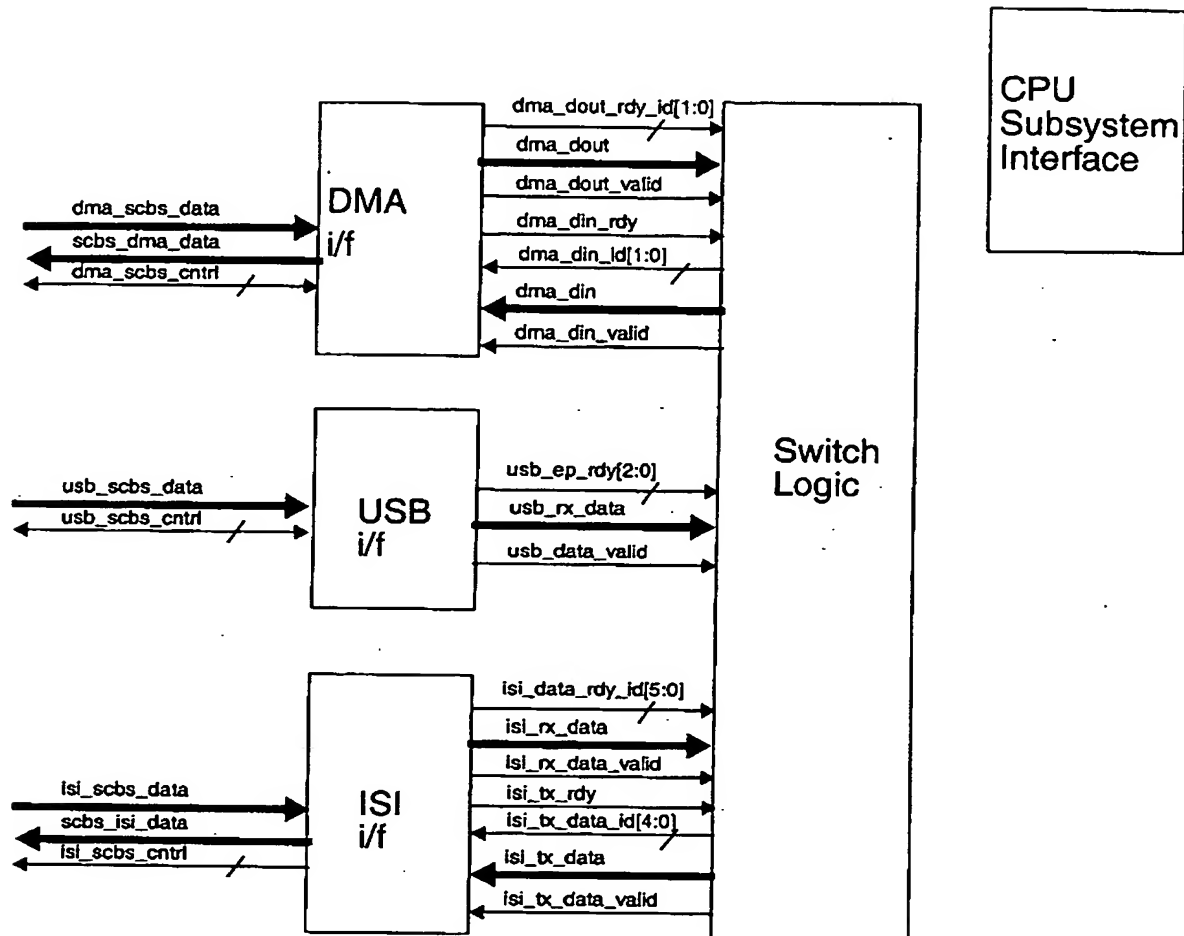 CPU
Subsystem
Interface
dma_dout_rdy_id[1:0]
dma_dout
dma_dout_valid
dma_din_rdy
dma_din_id[1:0]
dma_din
dma_din_valid
DMA
i/f
dma_scbs_data
scbs_dma_data
dma_scbs_cntrl
Switch
Logic
usb_ep_rdy[2:0]
usb_rx_data
usb_data_valid
USB
i/f
usb_scbs_data
usb_scbs_cntrl
isi_data_rdy_id[5:0]
isi_rx_data
isi_rx_data_valid
isi_tx_rdy
isi_tx_data_id[4:0]
isi_tx_data
isi_tx_data_valid
ISI
i/f
isi_scbs_data
scbs_isi_data
isi_scbs_cntrl